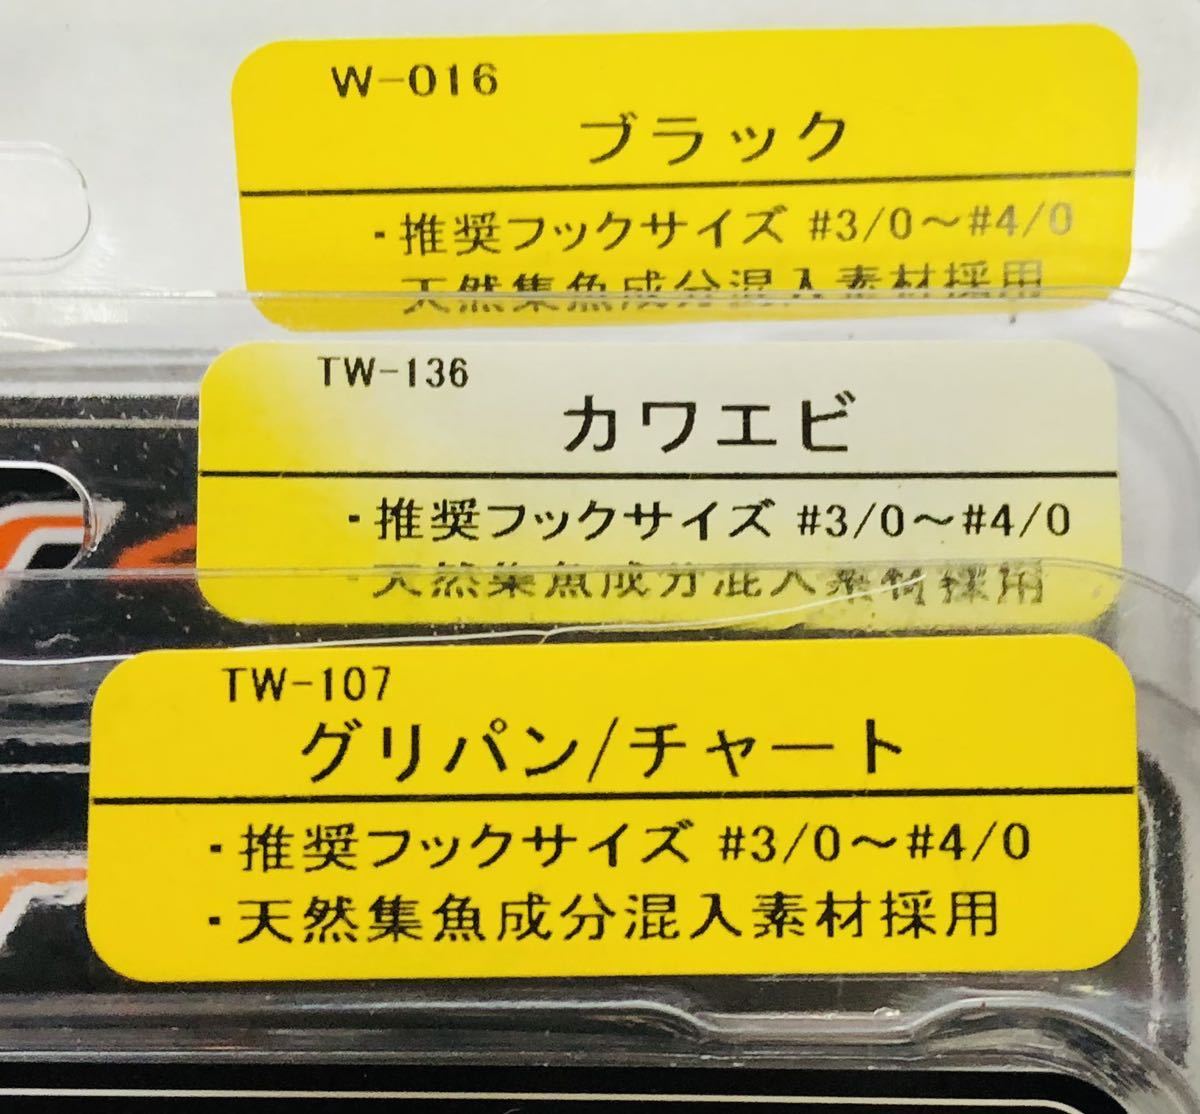 W-016
ブラック
・推奨フックサイズ #3/0～#4/0
天然集魚成分混入素材採用
TW-136
カワエビ
・推奨フックサイズ #3/0～#4/0
・天然集魚成分混入素材採用
TW-107
グリパン/チャート
・推奨フックサイズ #3/0～#4/0
・天然集魚成分混入素材採用